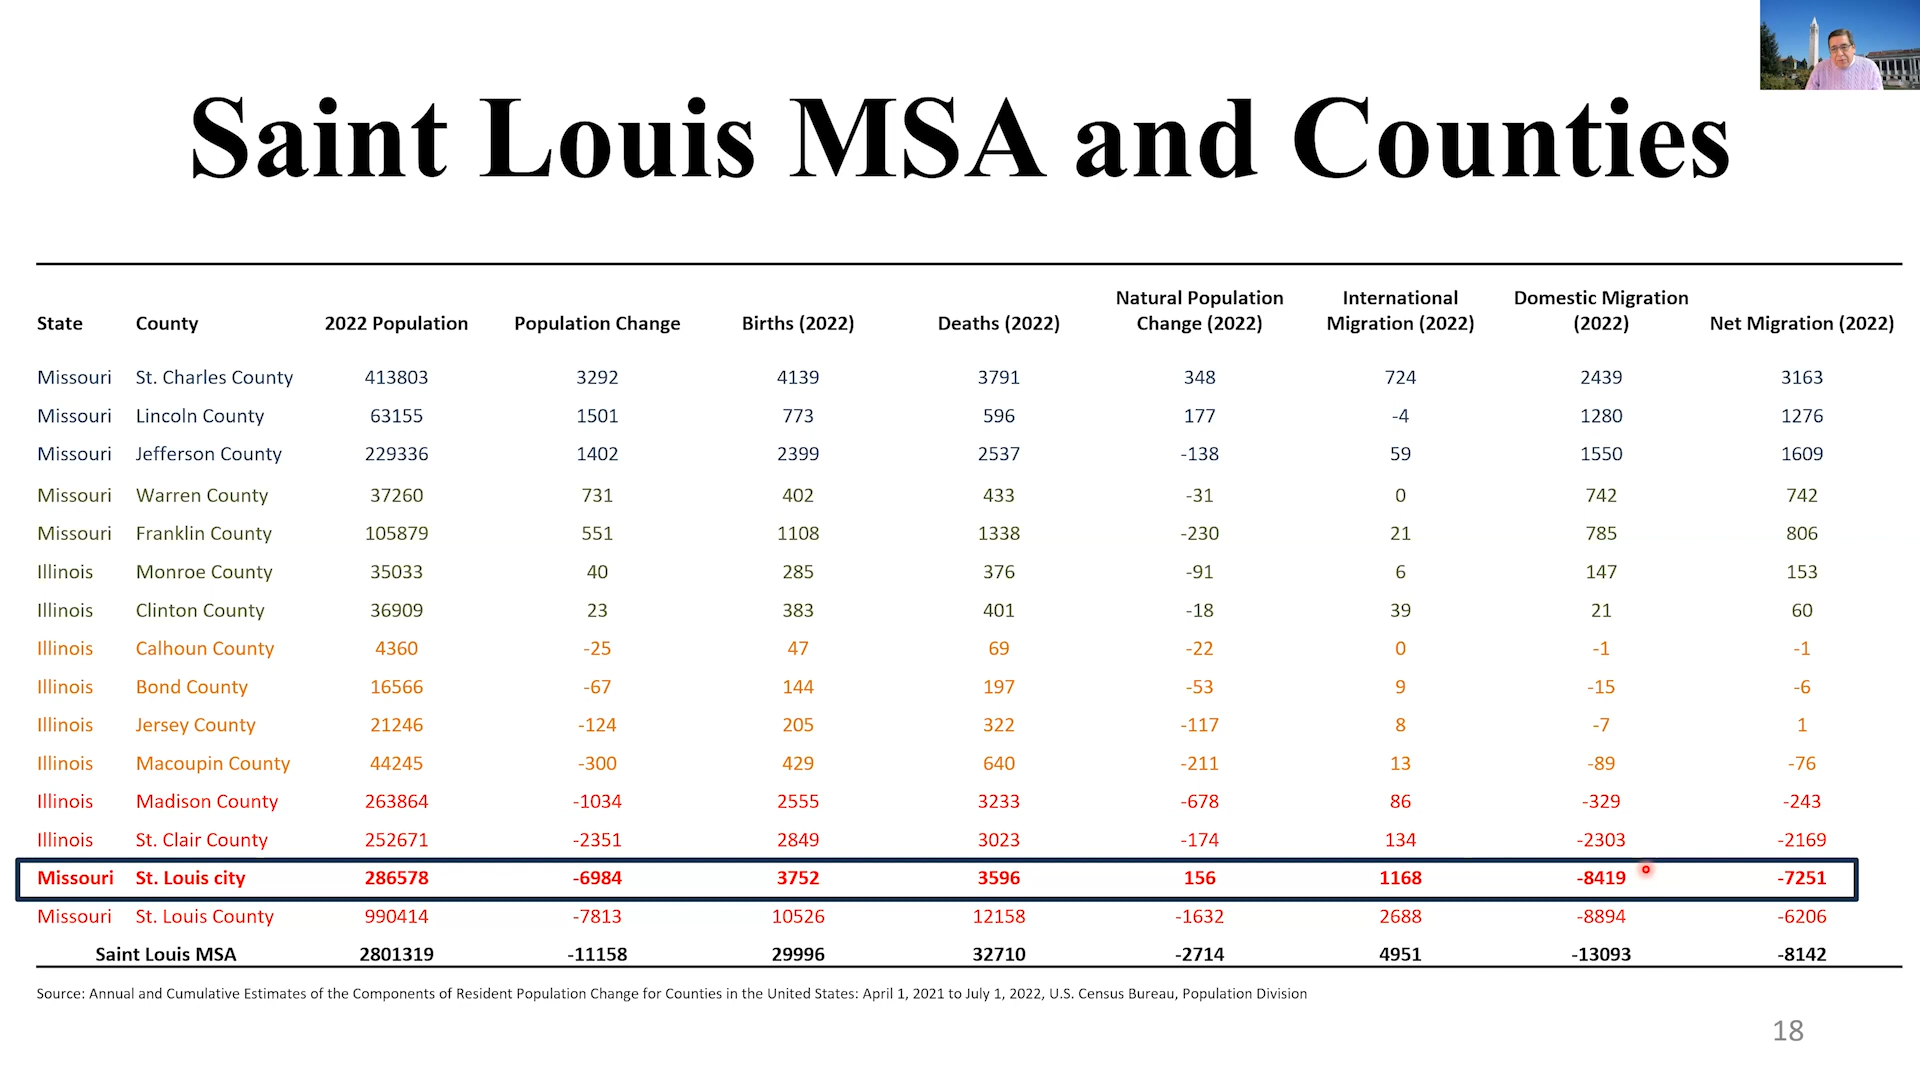 Saint Louis MSA and Counties
State County 2022 Population Population Change Births (2022) Deaths (2022) Natural Population Change (2022) International Migration (2022) Domestic Migration (2022) Net Migration (2022)
Missouri St. Charles County 413803 3292 4139 3791 348 724 2439 3163
Missouri Lincoln County 63155 1501 773 596 177 -4 1280 1276
Missouri Jefferson County 229336 1402 2399 2537 -138 59 1550 1609
Missouri Warren County 37260 731 402 433 -31 0 742 742
Missouri Franklin County 105879 551 1108 1338 -230 21 785 806
Illinois Monroe County 35033 40 285 376 -91 6 147 153
Illinois Clinton County 36909 23 383 401 -18 39 21 60
Illinois Calhoun County 4360 -25 47 69 -22 0 -1 -1
Illinois Bond County 16566 -67 144 197 -53 9 -15 -6
Illinois Jersey County 21246 -124 205 322 -117 8 -7 1
Illinois Macoupin County 44245 -300 429 640 -211 13 -89 -76
Illinois Madison County 263864 -1034 2555 3233 -678 86 -329 -243
Illinois St. Clair County 252671 -2351 2849 3023 -174 134 -2303 -2169
Missouri St. Louis city 286578 -6984 3752 3596 156 1168 -8419 -7251
Missouri St. Louis County 990414 -7813 10526 12158 -1632 2688 -8894 -6206
Saint Louis MSA 2801319 -11158 29996 32710 -2714 4951 -13093 -8142
Source: Annual and Cumulative Estimates of the Components of Resident Population Change for Counties in the United States: April 1, 2021 to July 1, 2022, U.S. Census Bureau, Population Division
18